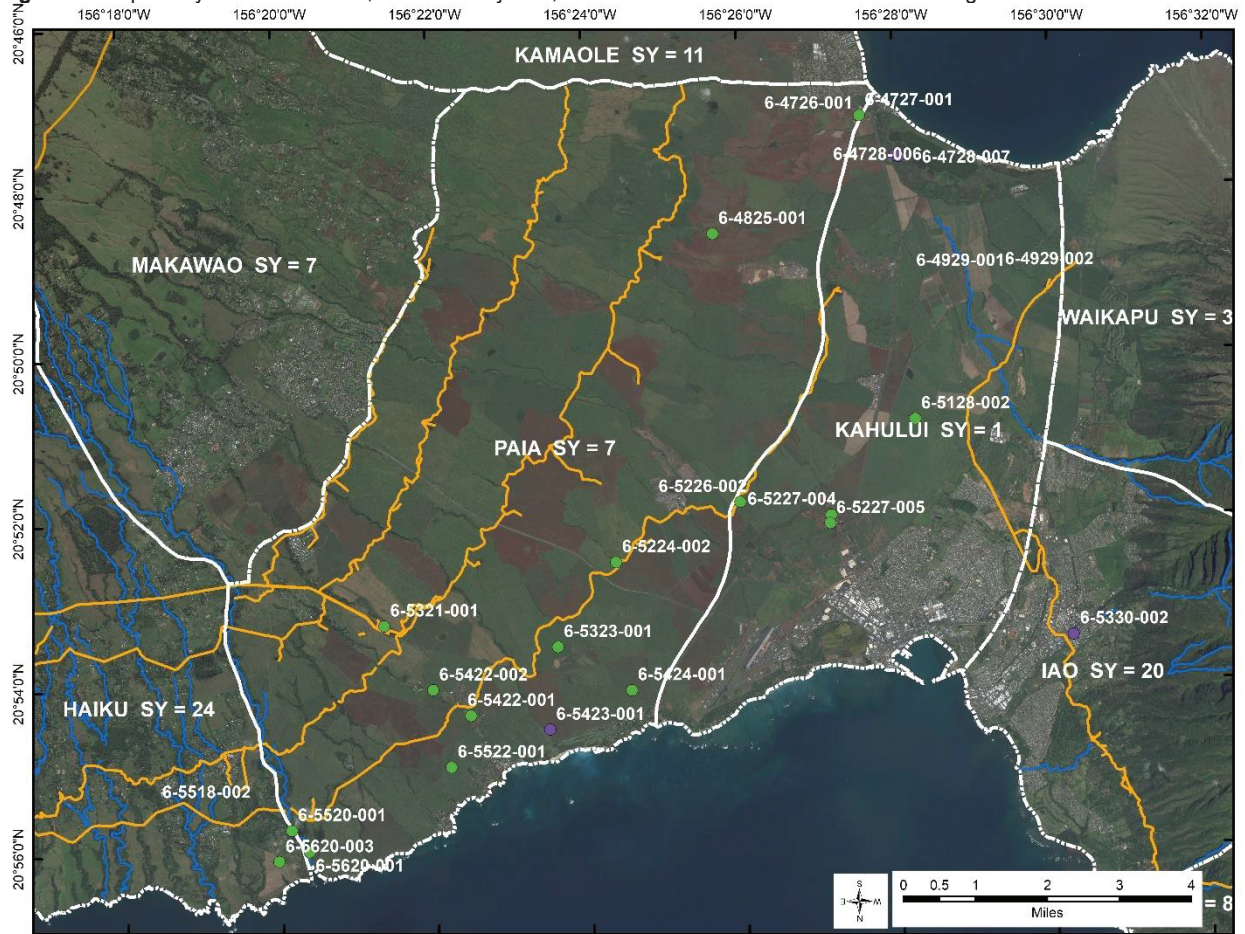 156°18'0"W 156°20'0"W 156°22'0"W 156°24'0"W 156°26'0"W 156°28'0"W 156°30'0"W 156°32'0"W
20°46'0"N
KAMAOLE SY = 11
6-4726-001 6-4727-001
6-4728-006 6-4728-007
20°48'0"N
6-4825-001
MAKAWAO SY = 7
6-4929-001 6-4929-002
WAIKAPU SY = 3
20°50'0"N
6-5128-002
KAHULUI SY = 1
PAIA SY = 7
6-5226-002
6-5227-004
6-5227-005
20°52'0"N
6-5224-002
6-5321-001
6-5323-001
6-5330-002
20°54'0"N
IAO SY = 20
6-5422-002
6-5424-001
HAIKU SY = 24
6-5422-001
6-5423-001
6-5522-001
6-5518-002
6-5520-001
20°56'0"N
6-5620-003
6-5620-001
S
E W
N
0 0.5 1 2 3 4
Miles
= 8